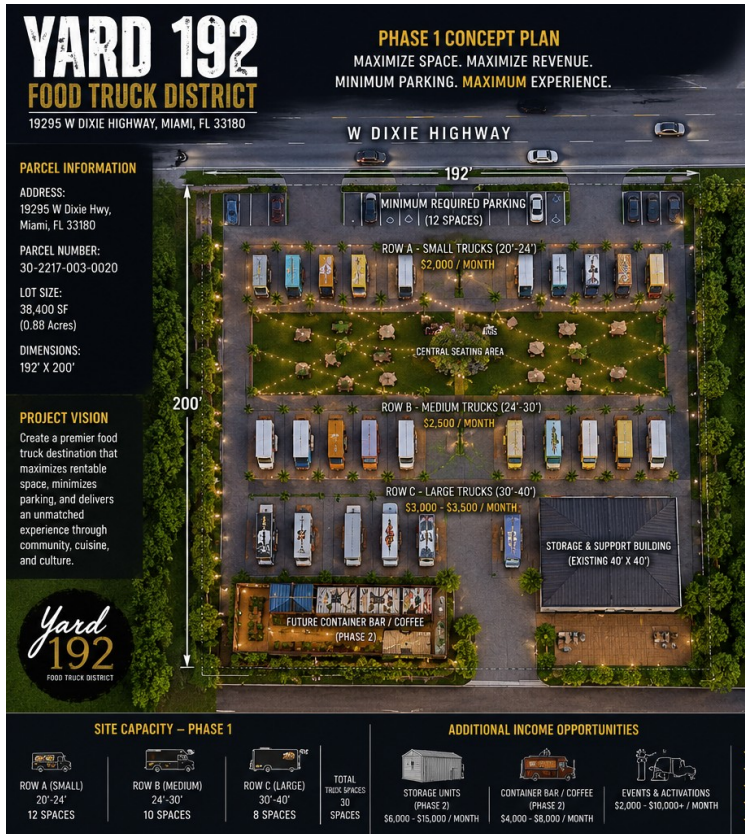 YARD 192
FOOD TRUCK DISTRICT
19295 W DIXIE HIGHWAY, MIAMI, FL 33180
PHASE 1 CONCEPT PLAN
MAXIMIZE SPACE. MAXIMIZE REVENUE.
MINIMUM PARKING. MAXIMUM EXPERIENCE.
W DIXIE HIGHWAY
192'
PARCEL INFORMATION
ADDRESS:
19295 W Dixie Hwy,
Miami, FL 33180
PARCEL NUMBER:
30-2217-003-0020
LOT SIZE:
38,400 SF
(0.88 Acres)
DIMENSIONS:
192' X 200'
200'
PROJECT VISION
Create a premier food
truck destination that
maximizes rentable
space, minimizes
parking, and delivers
an unmatched
experience through
community, cuisine,
and culture.
Yard
192
FOOD TRUCK DISTRICT
MINIMUM REQUIRED PARKING
(12 SPACES)
ROW A - SMALL TRUCKS (20'-24')
$2,000 / MONTH
CENTRAL SEATING AREA
ROW B - MEDIUM TRUCKS (24'-30')
$2,500 / MONTH
ROW C - LARGE TRUCKS (30'-40')
$3,000 - $3,500 / MONTH
STORAGE & SUPPORT BUILDING
(EXISTING 40' X 40')
FUTURE CONTAINER BAR / COFFEE
(PHASE 2)
SITE CAPACITY – PHASE 1
ROW A (SMALL)
20'-24'
12 SPACES
ROW B (MEDIUM)
24'-30'
10 SPACES
ROW C (LARGE)
30'-40'
8 SPACES
TOTAL
TRUCK SPACES
30
SPACES
ADDITIONAL INCOME OPPORTUNITIES
STORAGE UNITS
(PHASE 2)
$6,000 - $15,000 / MONTH
CONTAINER BAR / COFFEE
(PHASE 2)
$4,000 - $8,000 / MONTH
EVENTS & ACTIVATIONS
$2,000 - $10,000+ / MONTH